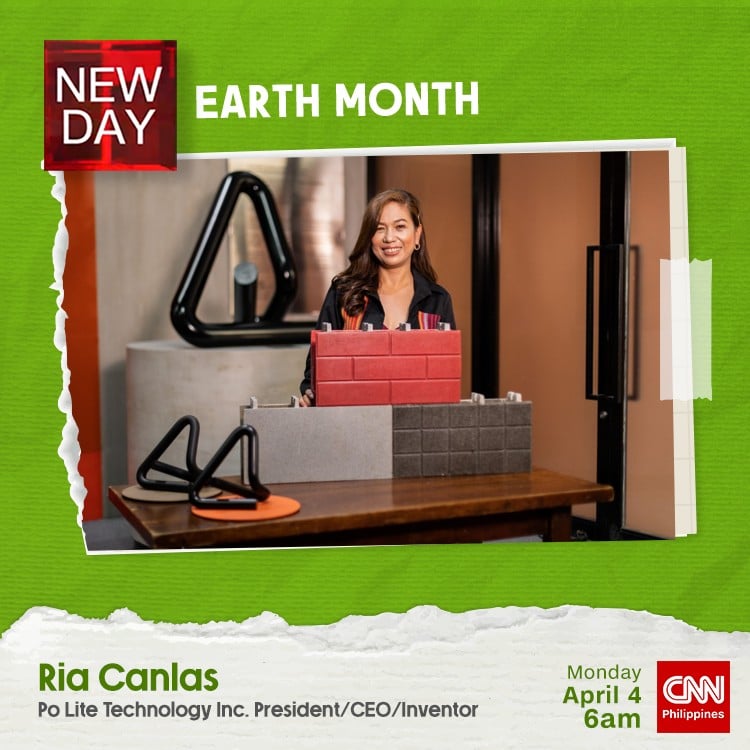 NEW
DAY
EARTH MONTH
Ria Canlas
Po Lite Technology Inc. President/CEO/Inventor
Monday
April 4
6am
CNN
Philippines